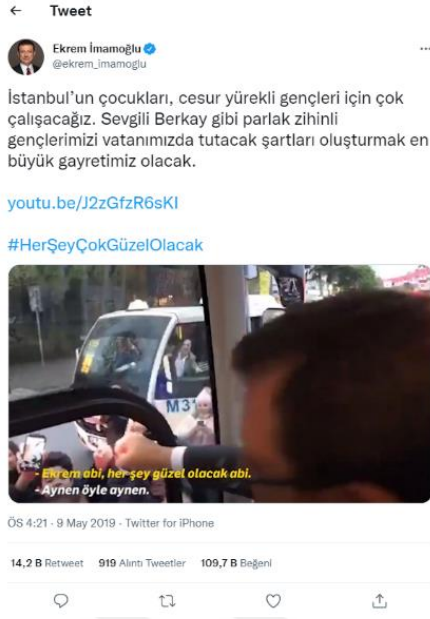 Tweet
Ekrem İmamoğlu
@ekrem_imamoglu
İstanbul'un çocukları, cesur yürekli gençleri için çok
çalışacağız. Sevgili Berkay gibi parlak zihinli
gençlerimizi vatanımızda tutacak şartları oluşturmak en
büyük gayretimiz olacak.
youtu.be/J2zGfzR6sKI
#HerŞeyÇokGüzelOlacak
M3
- Ekrem abi, her şey güzel olacak abi.
- Aynen öyle aynen.
ÖS 4:21 · 9 May 2019 · Twitter for iPhone
14,2 B Retweet 919 Alıntı Tweetler 109,7 B Beğeni